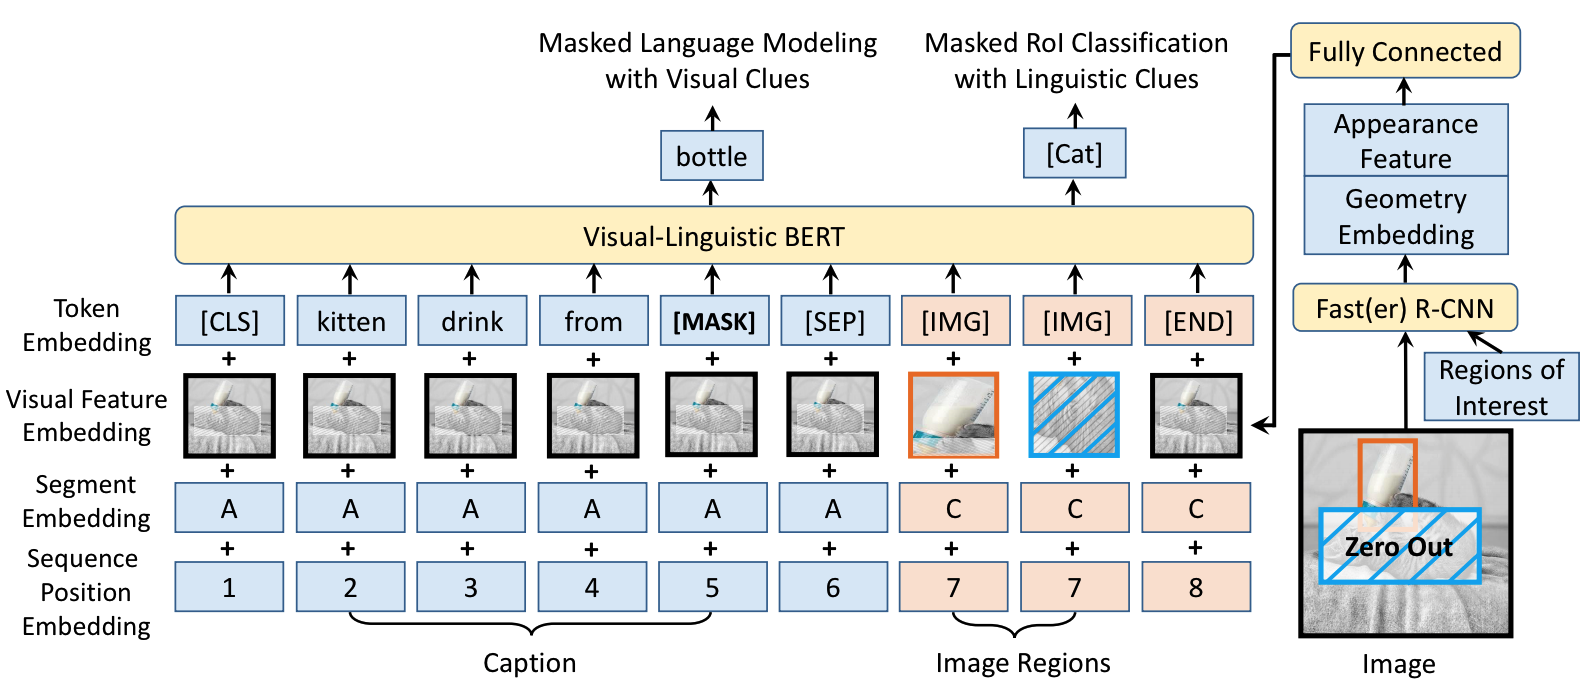 Masked Language Modeling
with Visual Clues
Masked RoI Classification
with Linguistic Clues
Fully Connected
Appearance
Feature
Geometry
Embedding
bottle
[Cat]
Visual-Linguistic BERT
Fast(er) R-CNN
Regions of
Interest
Token
Embedding
[CLS] kitten drink from [MASK] [SEP] [IMG] [IMG] [END]
+ + + + + + + + +
Visual Feature
Embedding
+ + + + + + + + +
Segment
Embedding
A A A A A A C C C
+ + + + + + + + +
Sequence
Position
Embedding
1 2 3 4 5 6 7 7 8
Zero Out
Caption
Image Regions
Image